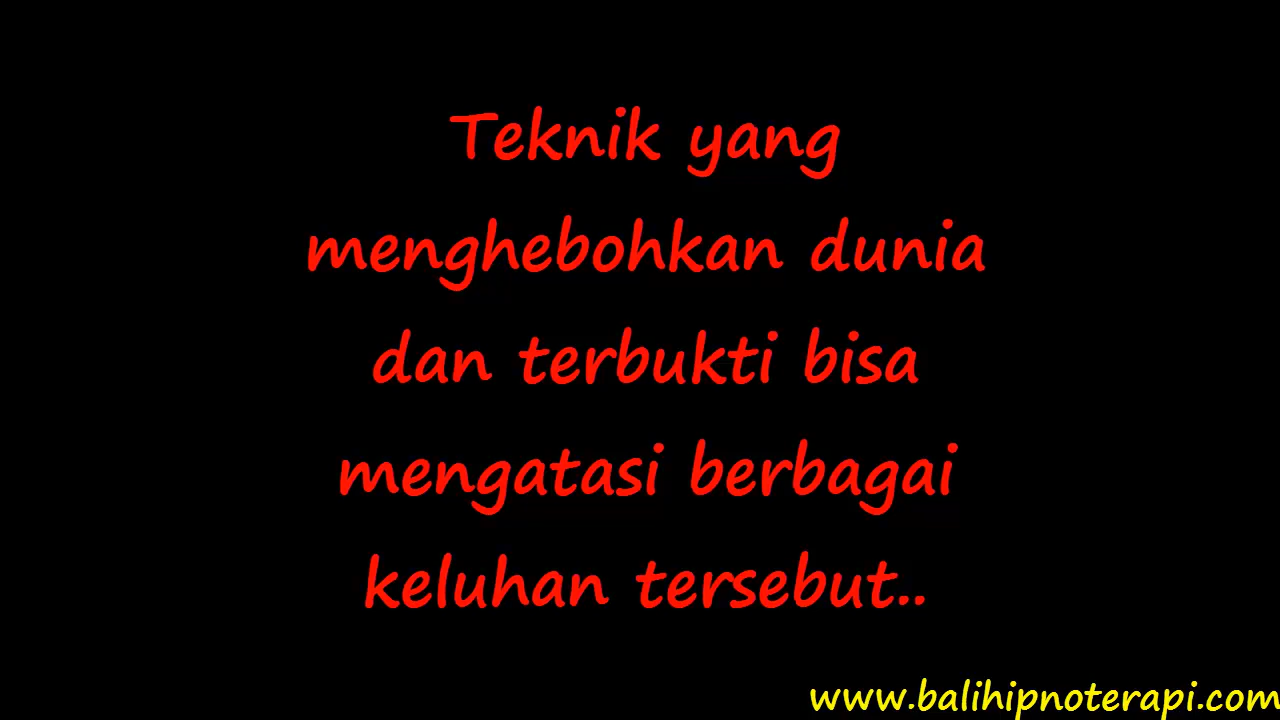 Teknik yang
menghebohkan dunia
dan terbukti bisa
mengatasi berbagai
keluhan tersebut..
www.balihipnoterapi.com